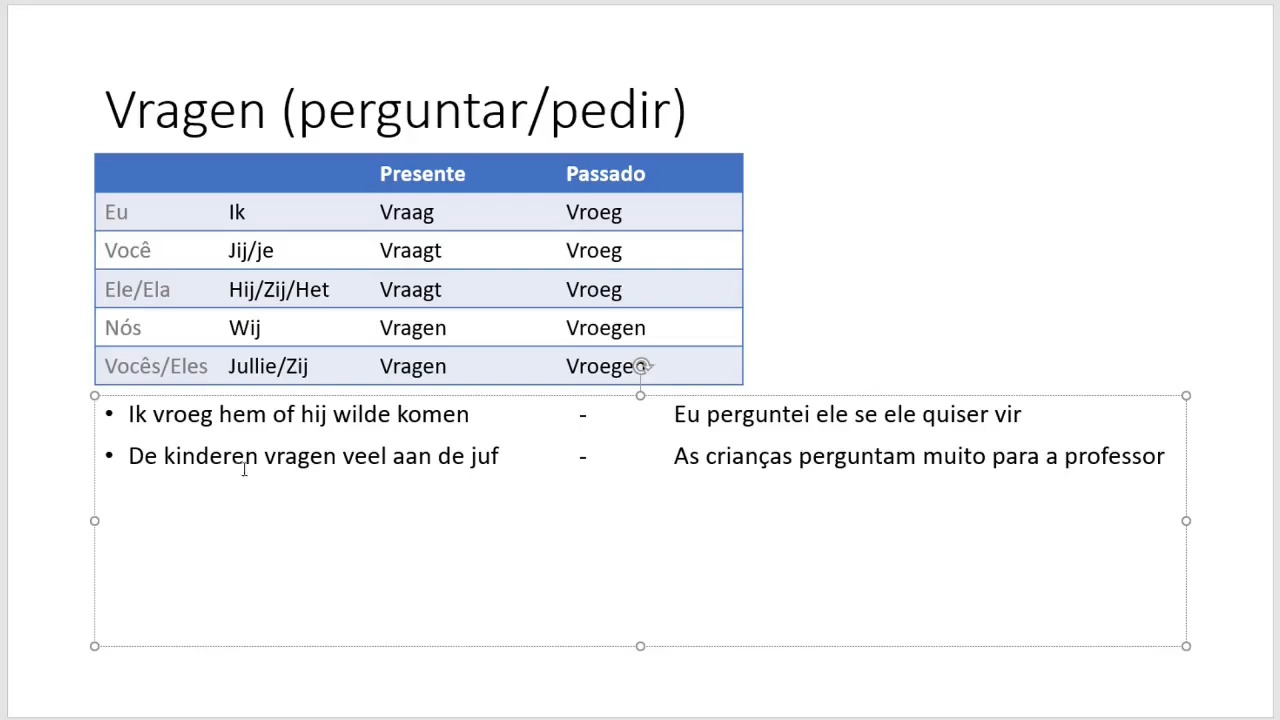 Vragen (perguntar/pedir)
Presente Passado
Eu Ik Vraag Vroeg
Você Jij/je Vraagt Vroeg
Ele/Ela Hij/Zij/Het Vraagt Vroeg
Nós Wij Vragen Vroegen
Vocês/Eles Jullie/Zij Vragen Vroegen
• Ik vroeg hem of hij wilde komen - Eu perguntei ele se ele quiser vir
• De kinderen vragen veel aan de juf - As crianças perguntam muito para a professor